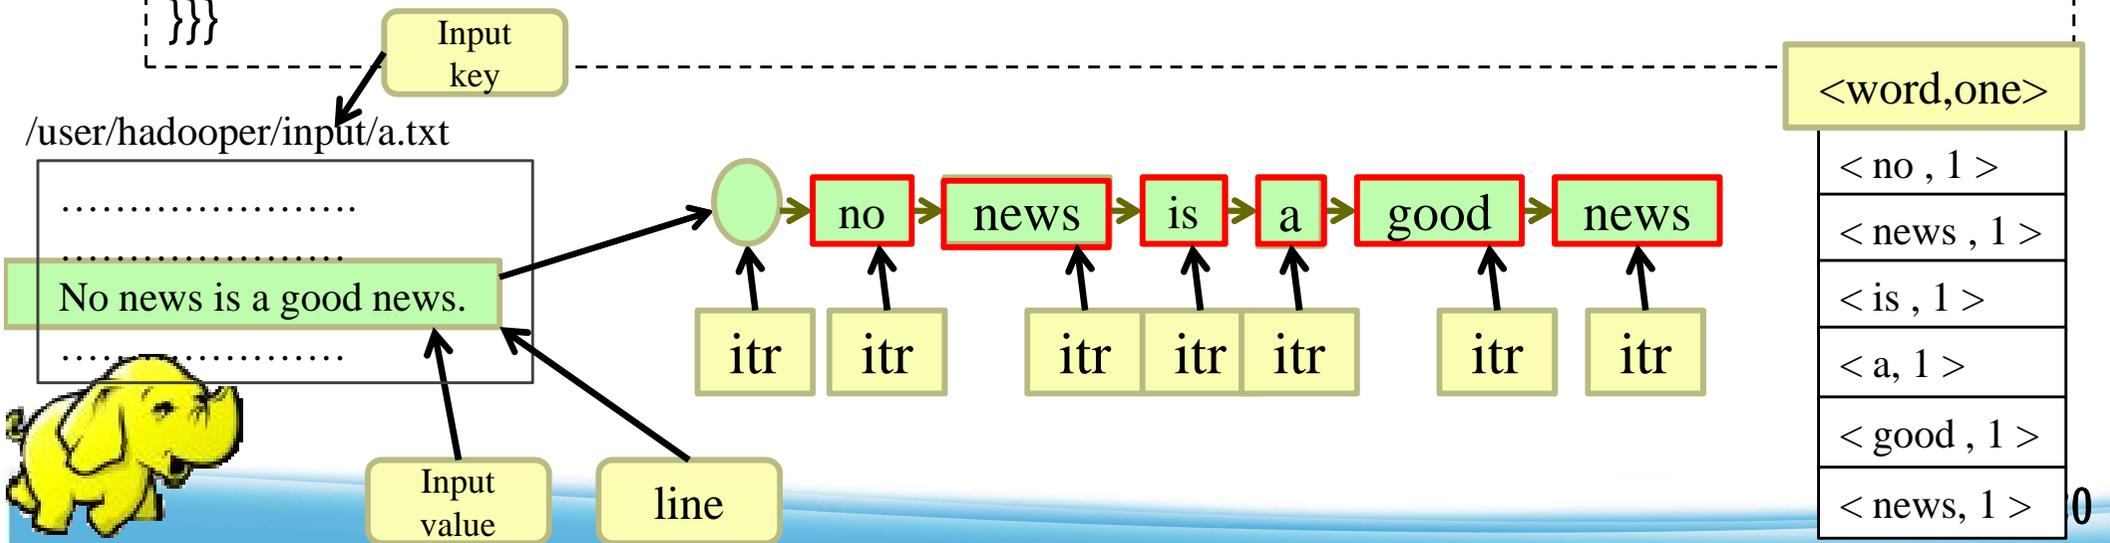 }}}
Input
key
<word,one>
/user/hadooper/input/a.txt
.......................
......................
No news is a good news.
......................
no
news
is
a
good
news
itr
itr
itr
itr
itr
itr
itr
< no , 1 >
< news , 1 >
< is , 1 >
< a, 1 >
< good , 1 >
< news, 1 >
Input
value
line
0